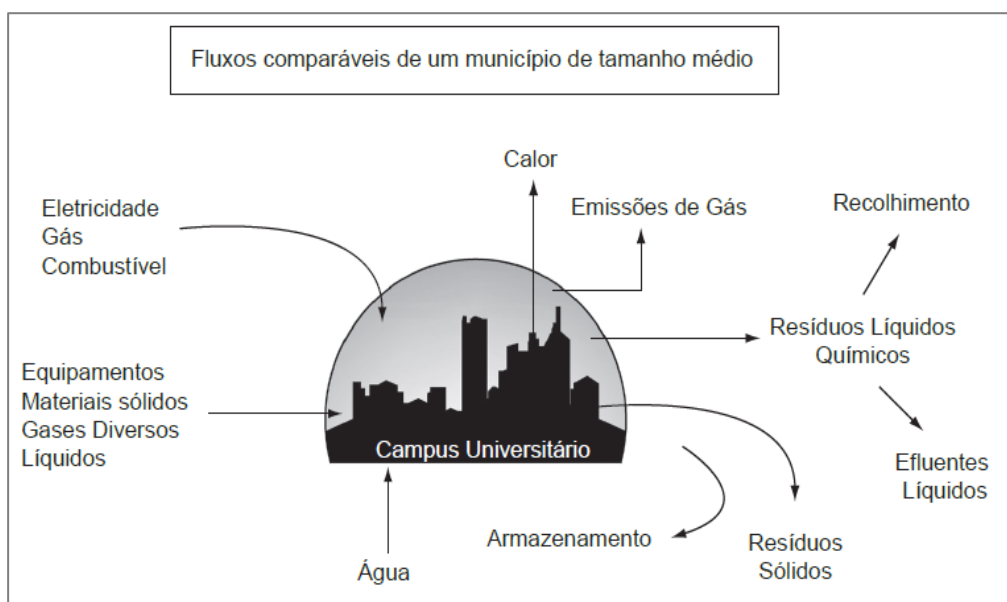 Fluxos comparáveis de um município de tamanho médio
Calor
Eletricidade
Gás
Combustível
Emissões de Gás
Recolhimento
Resíduos Líquidos
Químicos
Equipamentos
Materiais sólidos
Gases Diversos
Líquidos
Campus Universitário
Efluentes
Líquidos
Armazenamento
Resíduos
Sólidos
Água